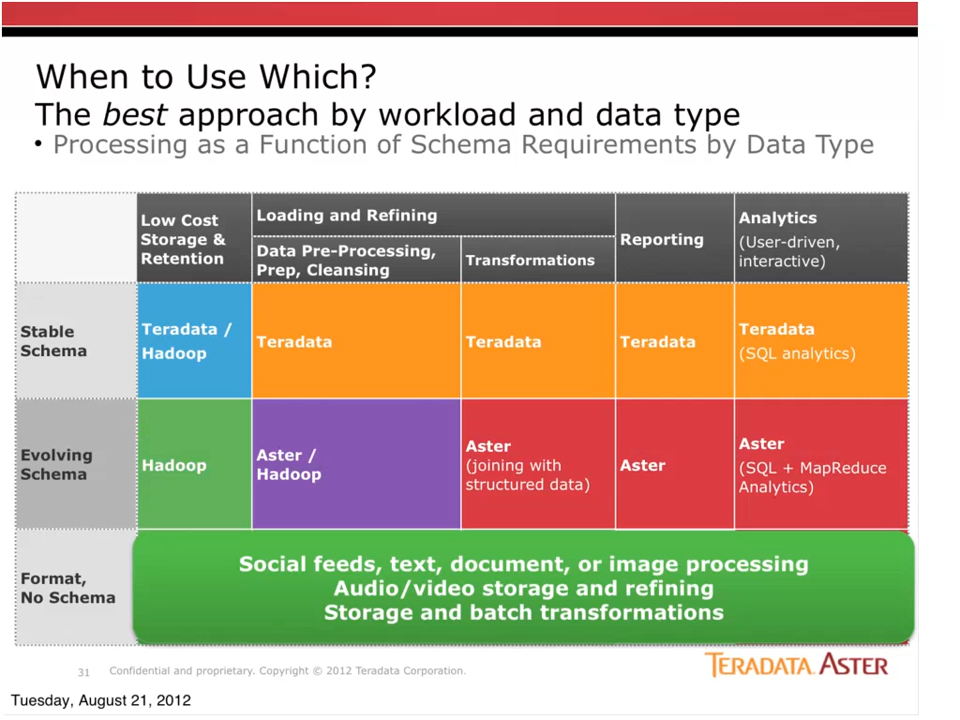 When to Use Which?
The best approach by workload and data type
• Processing as a Function of Schema Requirements by Data Type
Low Cost
Storage &
Retention
Loading and Refining
Data Pre-Processing,
Prep, Cleansing
Transformations
Reporting
Analytics
(User-driven,
interactive)
Stable
Schema
Teradata /
Hadoop
Teradata
Teradata
Teradata
Teradata
(SQL analytics)
Evolving
Schema
Hadoop
Aster /
Hadoop
Aster
(joining with
structured data)
Aster
Aster
(SQL + MapReduce
Analytics)
Format,
No Schema
Social feeds, text, document, or image processing
Audio/video storage and refining
Storage and batch transformations
31 Confidential and proprietary. Copyright © 2012 Teradata Corporation.
TERADATA ASTER
Tuesday, August 21, 2012